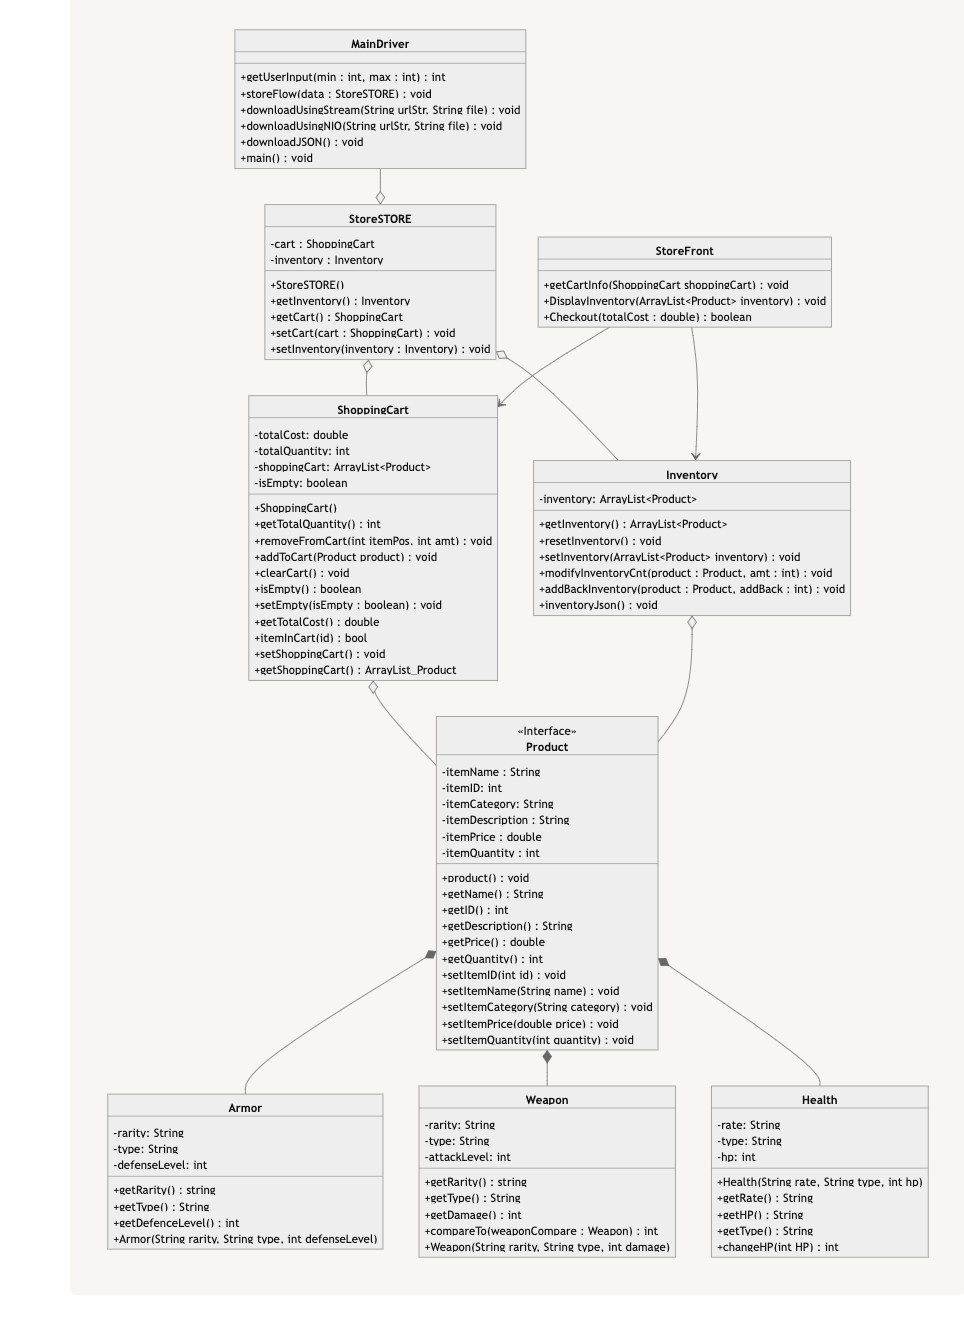 MainDriver
+getUserInput(min : int, max : int) : int
+storeFlow(data : StoreSTORE) : void
+downloadUsingStream(String urlStr, String file) : void
+downloadUsingNIO(String urlStr, String file) : void
+downloadJSON() : void
+main() : void
StoreSTORE
-cart : ShoppingCart
-inventory : Inventory
+StoreSTORE()
+getInventory() : Inventory
+getCart() : ShoppingCart
+setCart(cart : ShoppingCart) : void
+setInventory(inventory : Inventory) : void
StoreFront
+getCartInfo(ShoppingCart shoppingCart) : void
+DisplayInventory(ArrayList<Product> inventory) : void
+Checkout(totalCost : double) : boolean
ShoppingCart
-totalCost: double
-totalQuantity: int
-shoppingCart: ArrayList<Product>
-isEmpty: boolean
+ShoppingCart()
+getTotalQuantity() : int
+removeFromCart(int itemPos, int amt) : void
+addToCart(Product product) : void
+clearCart() : void
+isEmpty() : boolean
+setEmpty(isEmpty : boolean) : void
+getTotalCost() : double
+itemInCart(id) : bool
+setShoppingCart() : void
+getShoppingCart() : ArrayList_Product
Inventory
-inventory: ArrayList<Product>
+getInventory() : ArrayList<Product>
+resetInventory() : void
+setInventory(ArrayList<Product> inventory) : void
+modifyInventoryCnt(product : Product, amt : int) : void
+addBackInventory(product : Product, addBack : int) : void
+inventoryJson() : void
«Interface»
Product
-itemName : String
-itemID: int
-itemCategory: String
-itemDescription : String
-itemPrice : double
-itemQuantity : int
+product() : void
+getName() : String
+getID() : int
+getDescription() : String
+getPrice() : double
+getQuantity() : int
+setItemID(int id) : void
+setItemName(String name) : void
+setItemCategory(String category) : void
+setItemPrice(double price) : void
+setItemQuantity(int quantity) : void
Armor
-rarity: String
-type: String
-defenseLevel: int
+getRarity() : string
+getType() : String
+getDefenceLevel() : int
+Armor(String rarity, String type, int defenseLevel)
Weapon
-rarity: String
-type: String
-attackLevel: int
+getRarity() : string
+getType() : String
+getDamage() : int
+compareTo(weaponCompare : Weapon) : int
+Weapon(String rarity, String type, int damage)
Health
-rate: String
-type: String
-hp: int
+Health(String rate, String type, int hp)
+getRate() : String
+getHP() : String
+getType() : String
+changeHP(int HP) : int